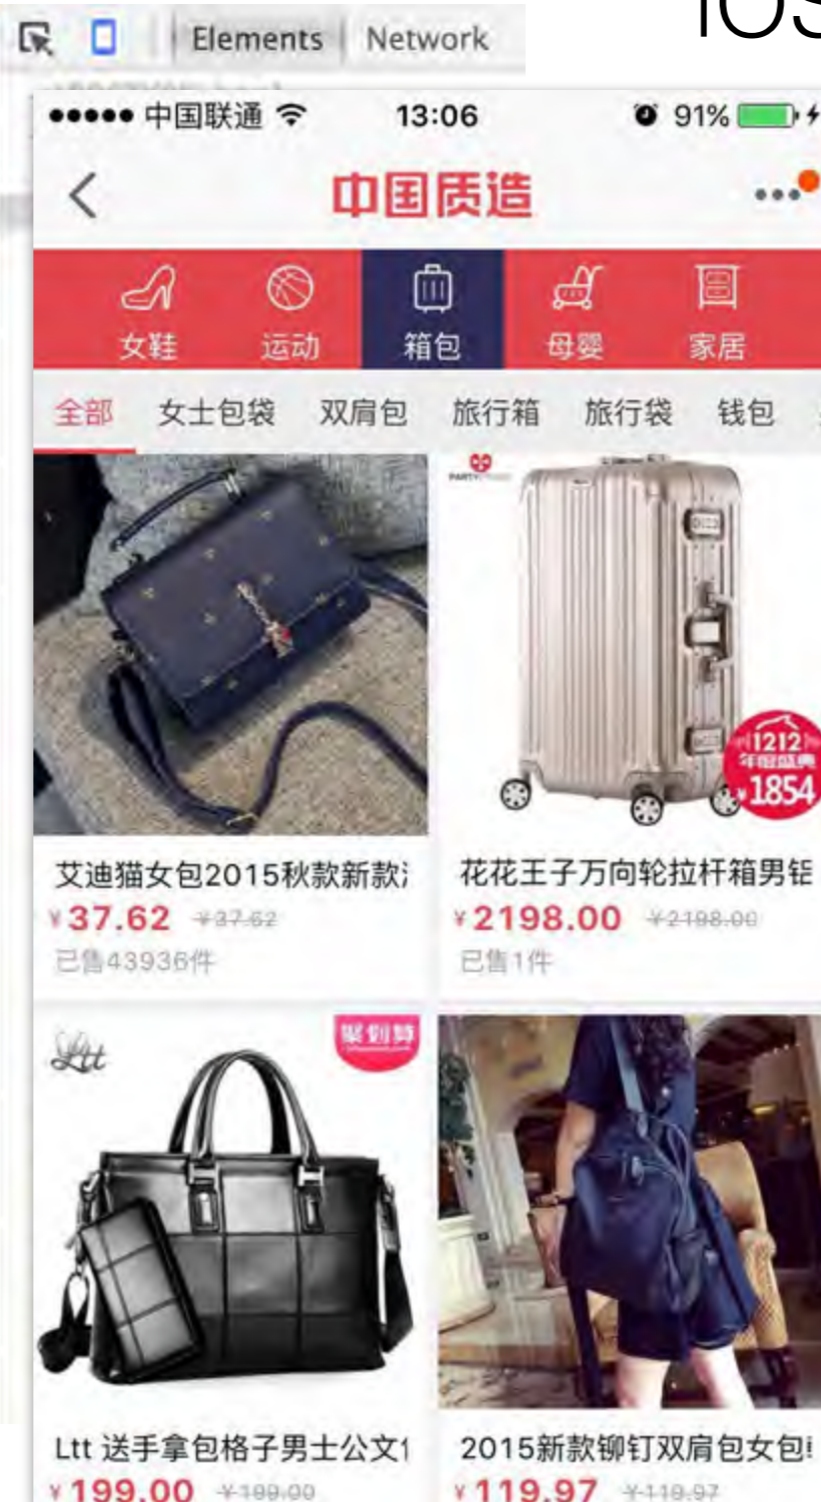 iOS
Elements Network
中国联通 13:06 91%
中国质造
女鞋 运动 箱包 母婴 家居
全部 女士包袋 双肩包 旅行箱 旅行袋 钱包
1212
年度盛典
¥1854
艾迪猫女包2015秋款新款 花花王子万向轮拉杆箱男
¥37.62 ¥37.62 ¥2198.00 ¥2198.00
已售43936件 已售1件
Ltt 聚划算
Ltt 送手拿包格子男士公文 2015新款铆钉双肩包女包
¥199.00 ¥199.00 ¥119.97 ¥119.97